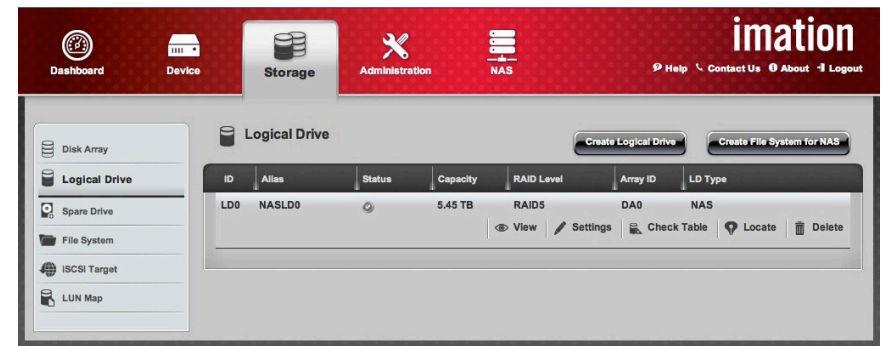 imation
Dashboard Device Storage Administration NAS
Help Contact Us About Logout
Logical Drive
Create Logical Drive Create File System for NAS
Disk Array
Logical Drive
Spare Drive
File System
iSCSI Target
LUN Map
ID Alias Status Capacity RAID Level Array ID LD Type
LD0 NASLD0 5.45 TB RAID5 DA0 NAS
View Settings Check Table Locate Delete